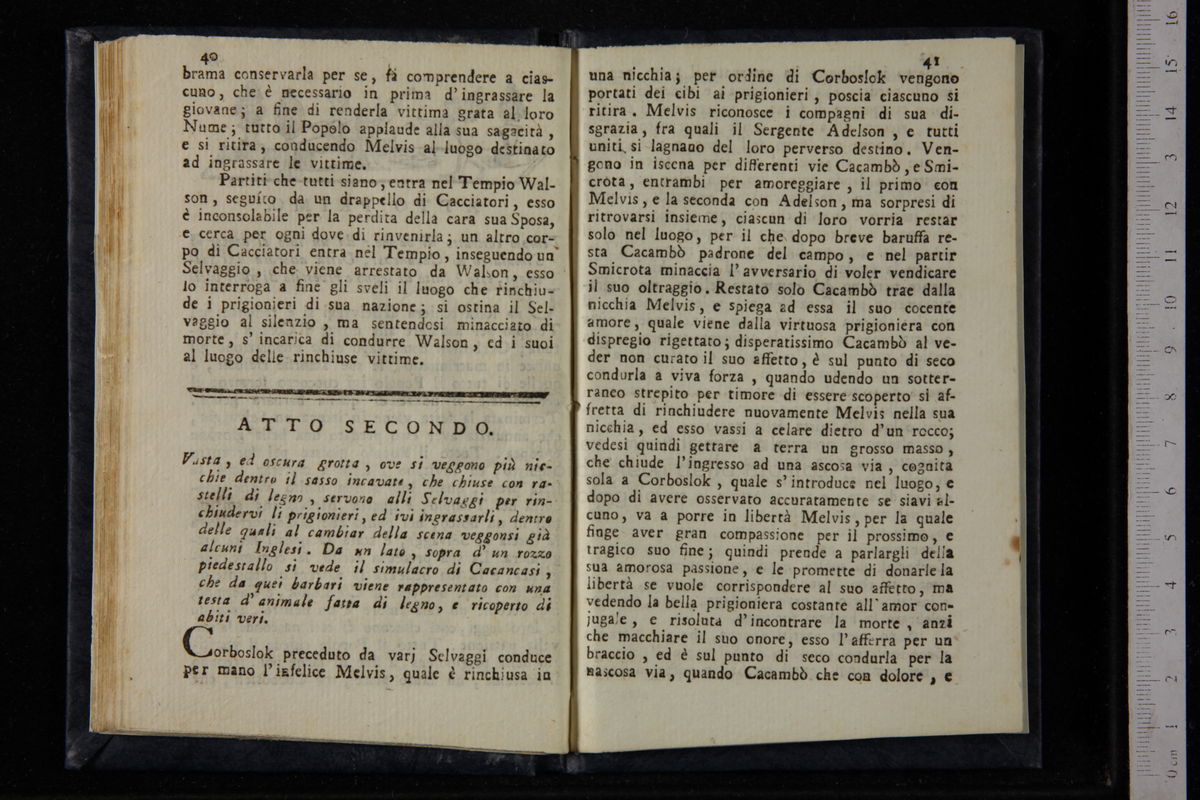 40
brama conservarla per se, fà comprendere a cias-
cuno, che è necessario in prima d'ingrassare la
giovane; a fine di renderla vittima grata al loro
Nume; tutto il Popolo applaude alla sua sagacità,
e si ritira, conducendo Melvis al luogo destinato
ad ingrassare le vittime.
Partiti che tutti siano, entra nel Tempio Wal-
son, seguito da un drappello di Cacciatori, esso
è inconsolabile per la perdita della cara sua Sposa,
e cerca per ogni dove di rinvenirla; un altro cor-
po di Cacciatori entra nel Tempio, inseguendo un
Selvaggio, che viene arrestato da Walson, esso
lo interroga a fine gli sveli il luogo che rinchiu-
de i prigionieri di sua nazione; si ostina il Sel-
vaggio al silenzio, ma sentendosi minacciato di
morte, s'incarica di condurre Walson, ed i suoi
al luogo delle rinchiuse vittime.
ATTO SECONDO.
Vasta, ed oscura grotta, ove si veggono più nic-
chie dentro il sasso incavate, che chiuse con ra-
stelli di legno, servono alli Selvaggi per rin-
chiudervi li prigionieri, ed ivi ingrassarli, dentro
delle quali al cambiar della scena veggonsi già
alcuni Inglesi. Da un lato, sopra d'un rozzo
piedestallo si vede il simulacro di Cacancasi,
che da quei barbari viene rappresentato con una
testa d'animale fatta di legno, e ricoperto di
abiti veri.
Corboslok preceduto da varj Selvaggi conduce
per mano l'infelice Melvis, quale è rinchiusa in
41
una nicchia; per ordine di Corboslok vengono
portati dei cibi ai prigionieri, poscia ciascuno si
ritira. Melvis riconosce i compagni di sua di-
sgrazia, fra quali il Sergente Adelson, e tutti
uniti si lagnano del loro perverso destino. Ven-
gono in iscena per differenti vie Cacambò, e Smi-
crota, entrambi per amoreggiare, il primo con
Melvis, e la seconda con Adelson, ma sorpresi di
ritrovarsi insieme, ciascun di loro vorria restar
solo nel luogo, per il che dopo breve baruffa re-
sta Cacambò padrone del campo, e nel partir
Smicrota minaccia l'avversario di voler vendicare
il suo oltraggio. Restato solo Cacambò trae dalla
nicchia Melvis, e spiega ad essa il suo cocente
amore, quale viene dalla virtuosa prigioniera con
dispregio rigettato; disperatissimo Cacambò al ve-
der non curato il suo affetto, è sul punto di seco
condurla a viva forza, quando udendo un sotter-
raneo strepito per timore di essere scoperto si af-
fretta di rinchiudere nuovamente Melvis nella sua
nicchia, ed esso vassi a celare dietro d'un rocco;
vedesi quindi gettare a terra un grosso masso,
che chiude l'ingresso ad una ascosa via, cognita
sola a Corboslok, quale s'introduce nel luogo, e
dopo di avere osservato accuratamente se siavi al-
cuno, va a porre in libertà Melvis, per la quale
finge aver gran compassione per il prossimo, e
tragico suo fine; quindi prende a parlargli della
sua amorosa passione, e le promette di donarle la
libertà se vuole corrispondere al suo affetto, ma
vedendo la bella prigioniera costante all'amor con-
jugale, e risoluta d'incontrare la morte, anzi
che macchiare il suo onore, esso l'afferra per un
braccio, ed è sul punto di seco condurla per la
nascosa via, quando Cacambò che con dolore, e
0 cm 1 2 3 4 5 6 7 8 9 10 11 12 3 14 15 16